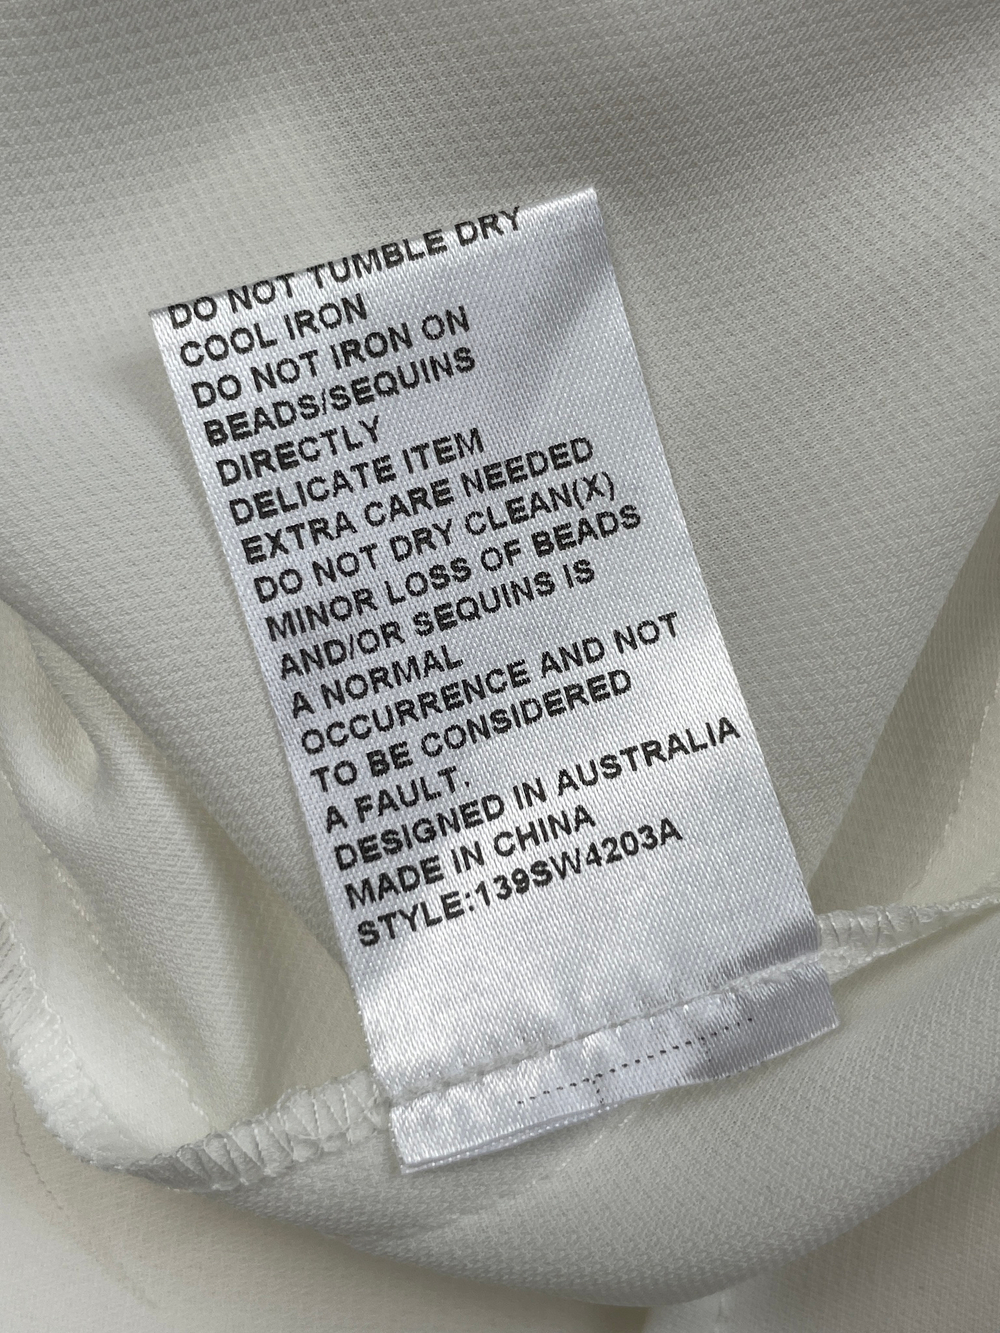 DO NOT TUMBLE DRY
COOL IRON
DO NOT IRON ON
BEADS/SEQUINS
DIRECTLY
DELICATE ITEM
EXTRA CARE NEEDED
DO NOT DRY CLEAN(X)
MINOR LOSS OF BEADS
AND/OR SEQUINS IS
A NORMAL
OCCURRENCE AND NOT
TO BE CONSIDERED
A FAULT.
DESIGNED IN AUSTRALIA
MADE IN CHINA
STYLE:139SW4203A